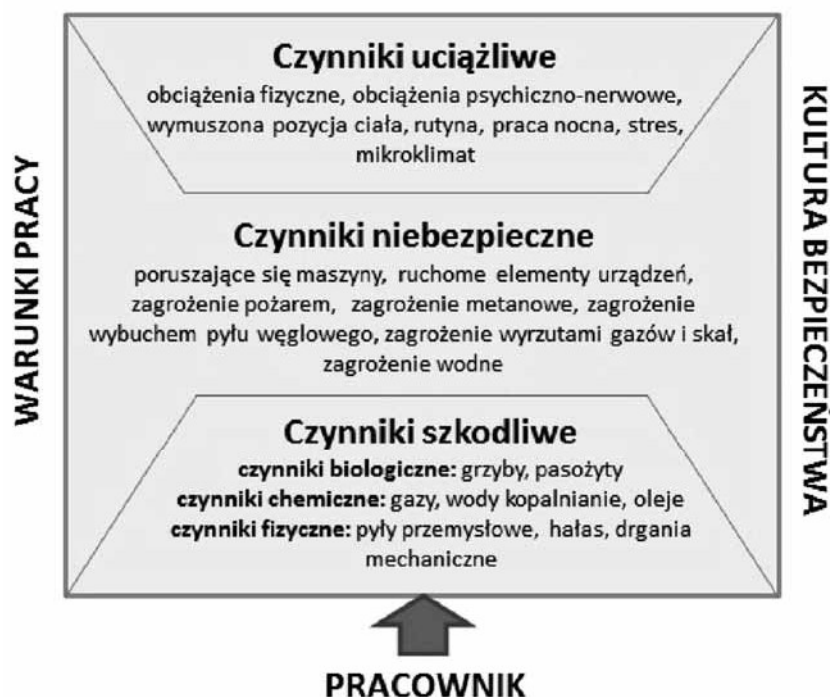 Czynniki uciążliwe
obciążenia fizyczne, obciążenia psychiczno-nerwowe,
wymuszona pozycja ciała, rutyna, praca nocna, stres,
mikroklimat
WARUNKI PRACY
KULTURA BEZPIECZEŃSTWA
Czynniki niebezpieczne
poruszające się maszyny, ruchome elementy urządzeń,
zagrożenie pożarem, zagrożenie metanowe, zagrożenie
wybuchem pyłu węglowego, zagrożenie wyrzutami gazów i skał,
zagrożenie wodne
Czynniki szkodliwe
czynniki biologiczne: grzyby, pasożyty
czynniki chemiczne: gazy, wody kopalnianie, oleje
czynniki fizyczne: pyły przemysłowe, hałas, drgania
mechaniczne
PRACOWNIK